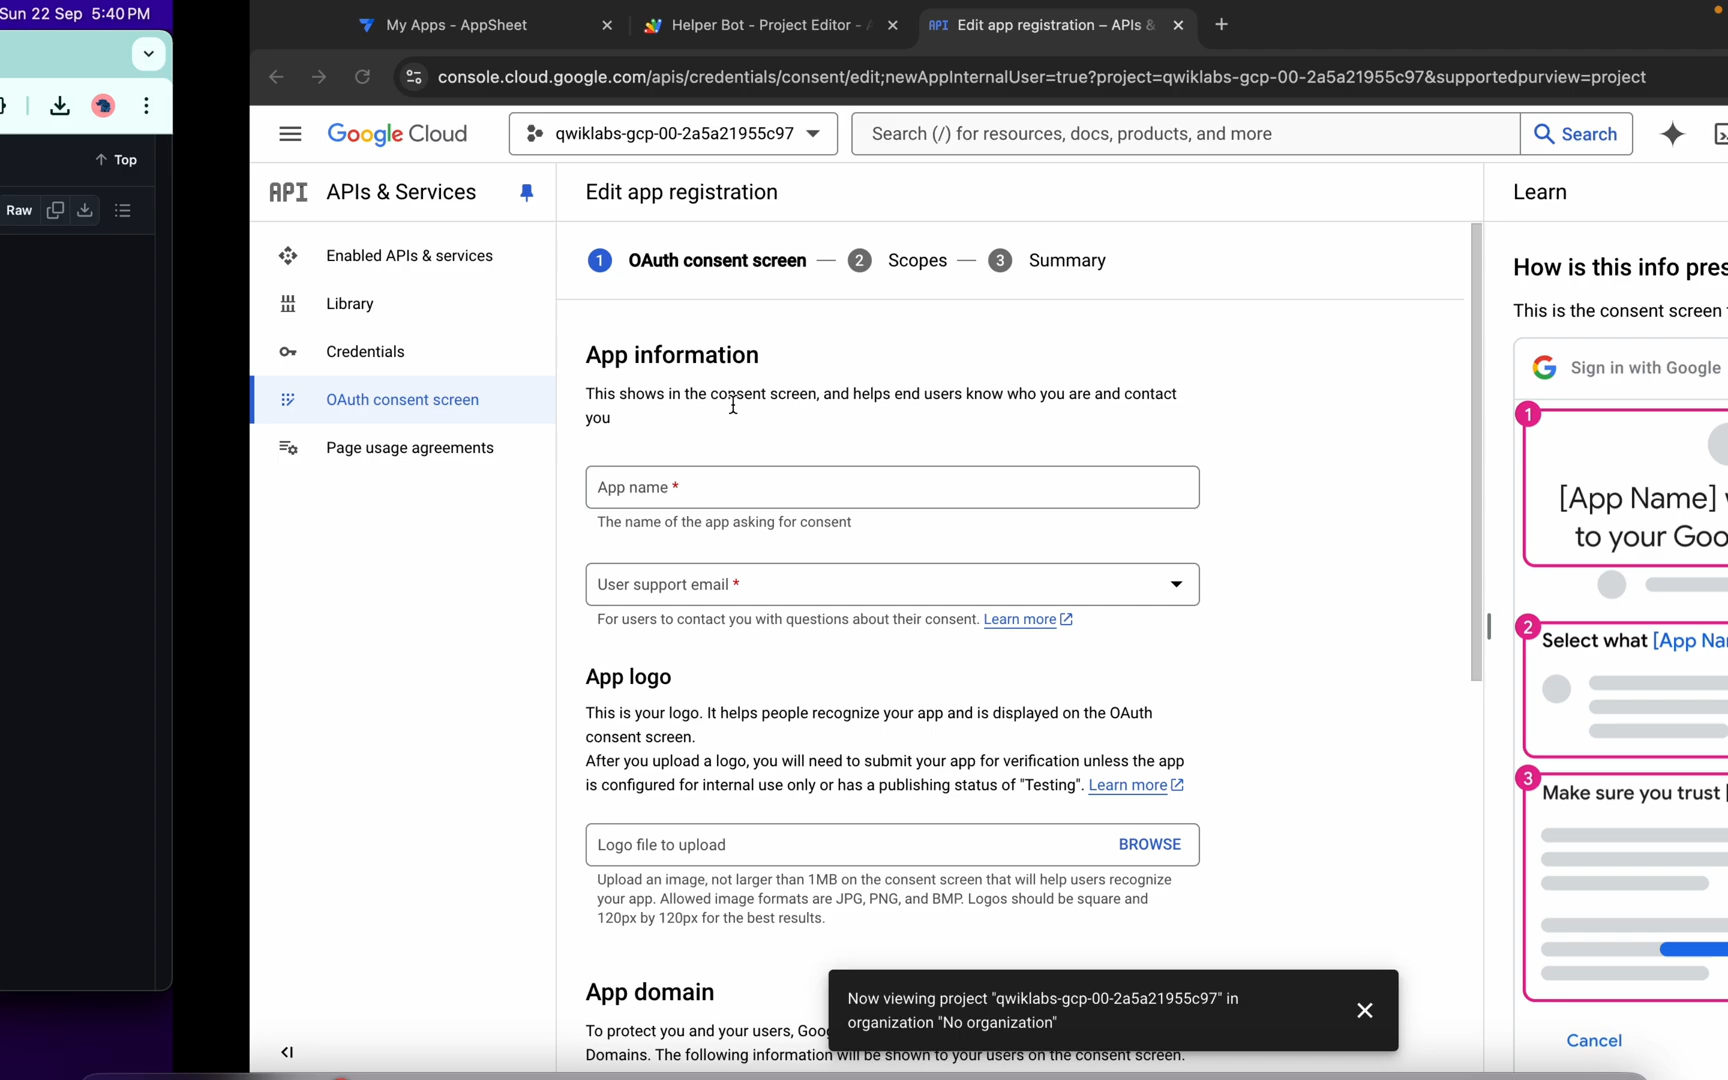 Sun 22 Sep 5:40 PM
Top
Raw
My Apps - AppSheet
Helper Bot - Project Editor -
Edit app registration – APIs &
console.cloud.google.com/apis/credentials/consent/edit;newAppInternalUser=true?project=qwiklabs-gcp-00-2a5a21955c97&supportedpurview=project
Google Cloud
qwiklabs-gcp-00-2a5a21955c97
Search (/) for resources, docs, products, and more
Search
API APIs & Services
Enabled APIs & services
Library
Credentials
OAuth consent screen
Page usage agreements
Edit app registration
1 OAuth consent screen — 2 Scopes — 3 Summary
App information
This shows in the consent screen, and helps end users know who you are and contact
you
App name *
The name of the app asking for consent
User support email *
For users to contact you with questions about their consent. Learn more
App logo
This is your logo. It helps people recognize your app and is displayed on the OAuth
consent screen.
After you upload a logo, you will need to submit your app for verification unless the app
is configured for internal use only or has a publishing status of "Testing". Learn more
Logo file to upload
BROWSE
Upload an image, not larger than 1MB on the consent screen that will help users recognize
your app. Allowed image formats are JPG, PNG, and BMP. Logos should be square and
120px by 120px for the best results.
App domain
To protect you and your users,
Domains. The following information will be shown to your users on the consent screen.
Now viewing project "qwiklabs-gcp-00-2a5a21955c97" in
organization "No organization"
Learn
How is this info
This is the consent screen
Sign in with Google
1
[App Name]
to your
2
Select what [App
3
Make sure you trust [
Cancel